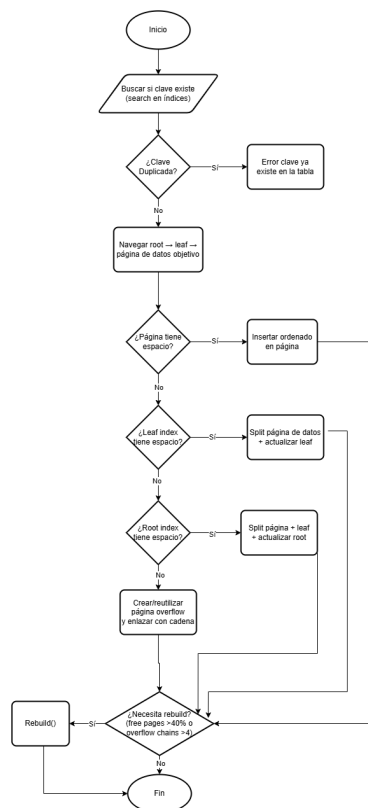 Inicio
Buscar si clave existe
(search en índices)
¿Clave
Duplicada?
Sí
Error clave ya
existe en la tabla
No
Navegar root → leaf →
página de datos objetivo
¿Página tiene
espacio?
Sí
Insertar ordenado
en página
No
¿Leaf index
tiene espacio?
Sí
Split página de datos
+ actualizar leaf
No
¿Root index
tiene espacio?
Sí
Split página + leaf
+ actualizar root
No
Crear/reutilizar
página overflow
y enlazar con cadena
¿Necesita rebuild?
(free pages >40% o
overflow chains >4)
Sí
Rebuild()
No
Fin